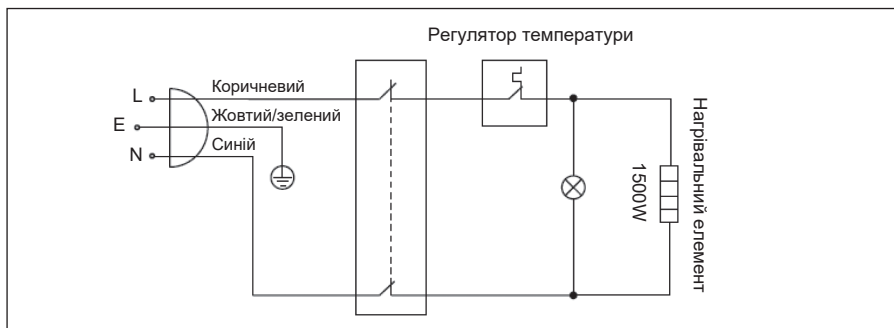 Регулятор температури
L
Коричневий
E
Жовтий/зелений
N
Синій
Нагрівальний елемент
1500W